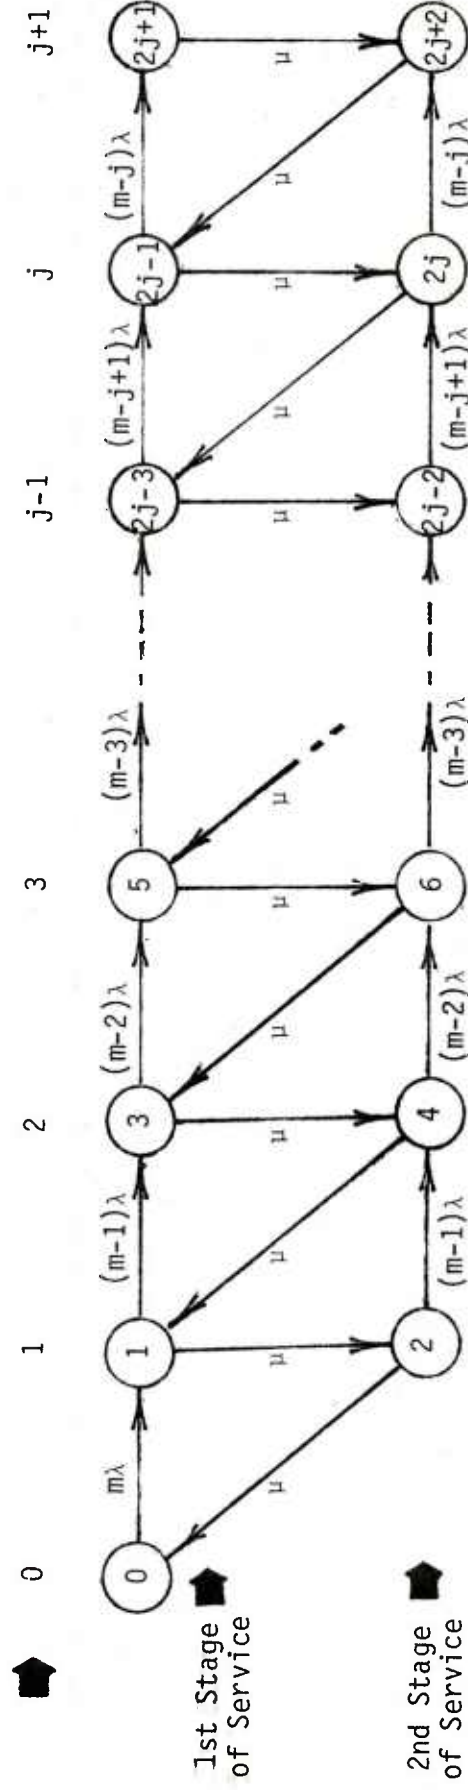 0 1 2 3 j-1 j j+1
mλ (m-1)λ (m-2)λ (m-3)λ (m-j+1)λ (m-j)λ
0 1 3 5 2j-3 2j-1 2j+1
1st Stage
of Service
μ μ μ μ μ μ μ μ μ μ μ μ
2 4 6 2j-2 2j 2j+2
2nd Stage
of Service
(m-1)λ (m-2)λ (m-3)λ (m-j+1)λ (m-j)λ